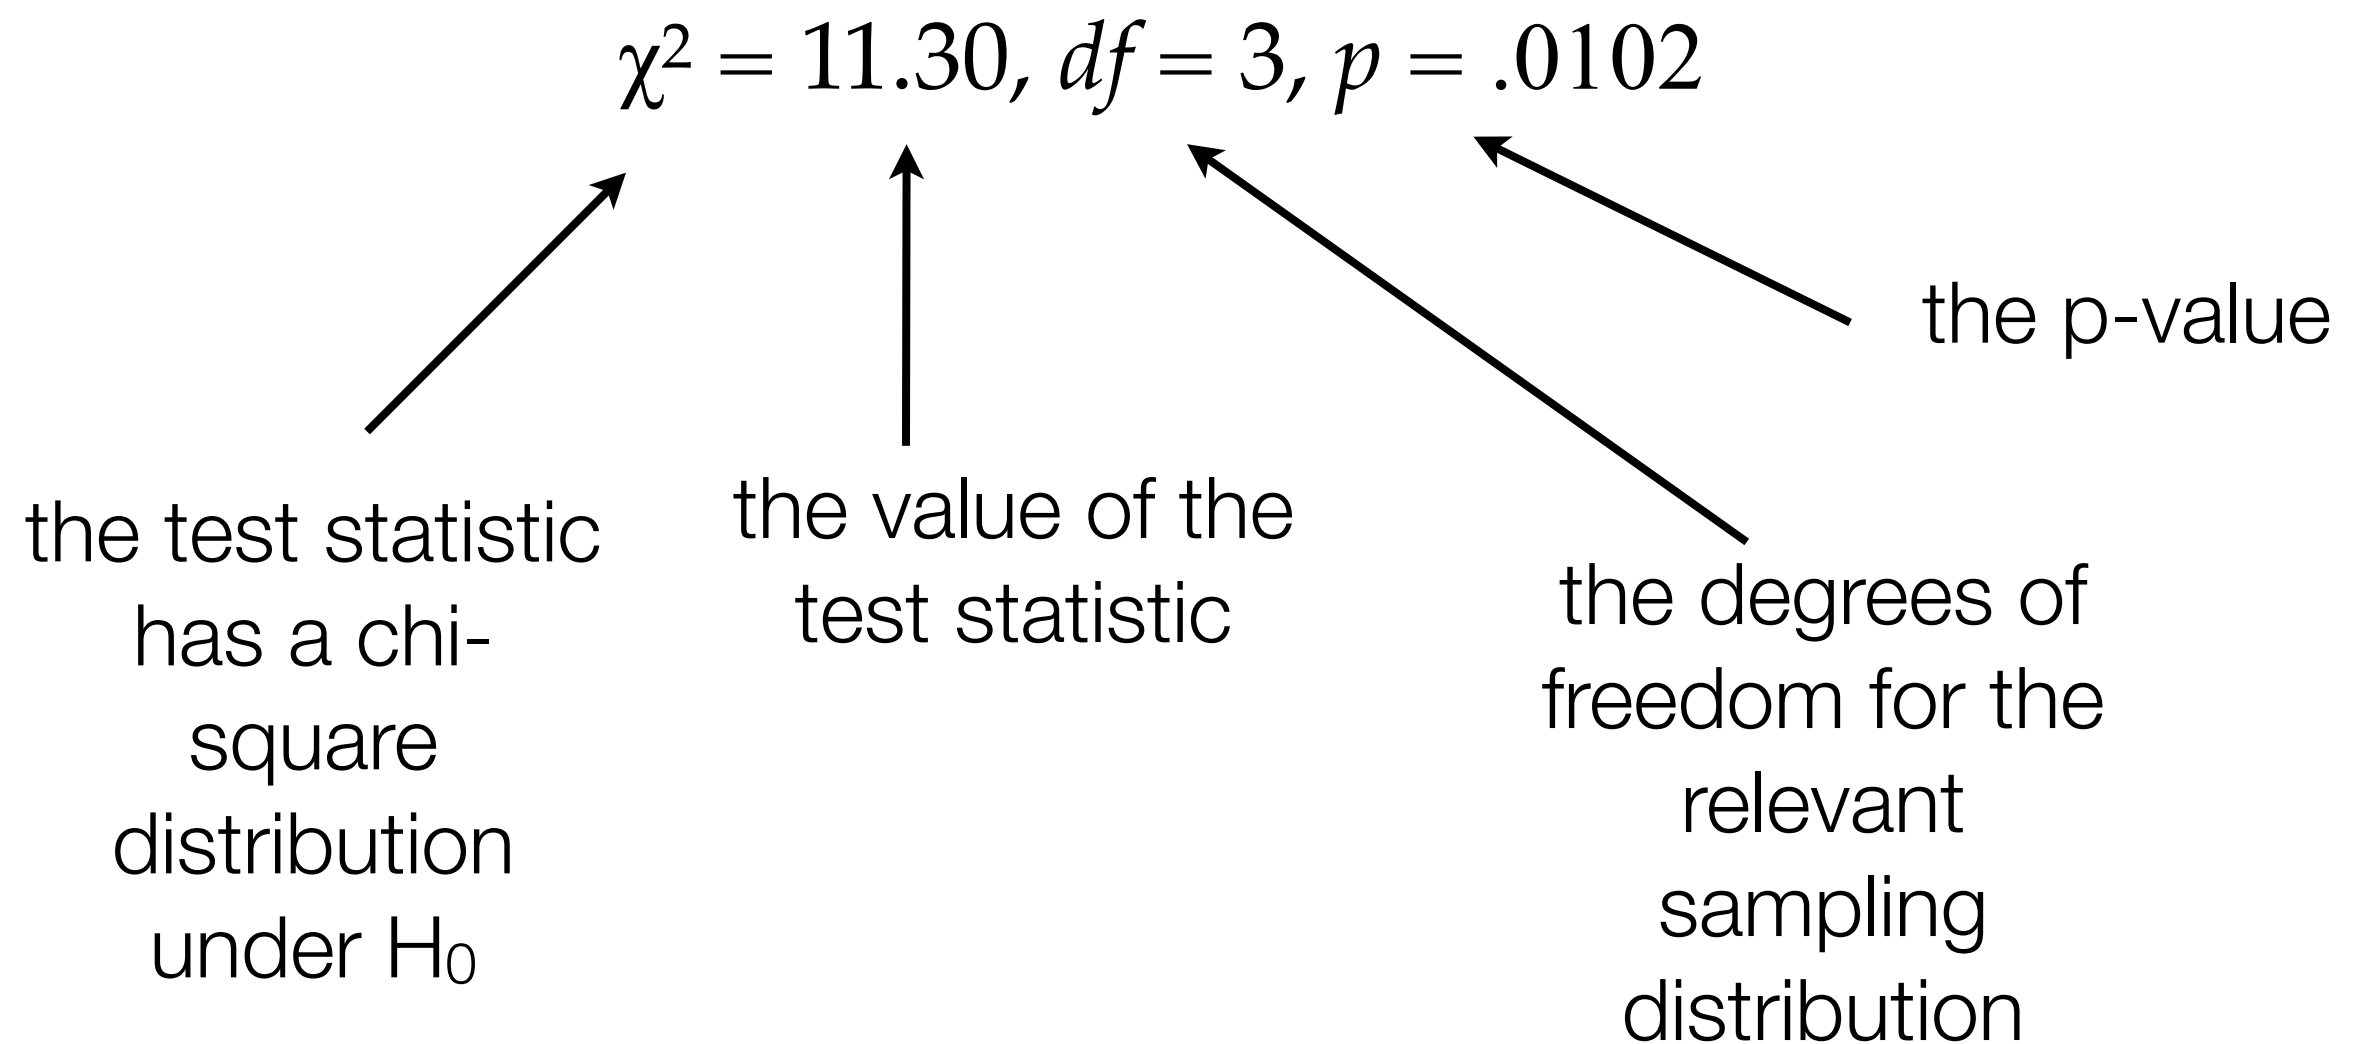 χ² = 11.30, df = 3, p = .0102
the test statistic
has a chi-
square
distribution
under H₀
the value of the
test statistic
the degrees of
freedom for the
relevant
sampling
distribution
the p-value